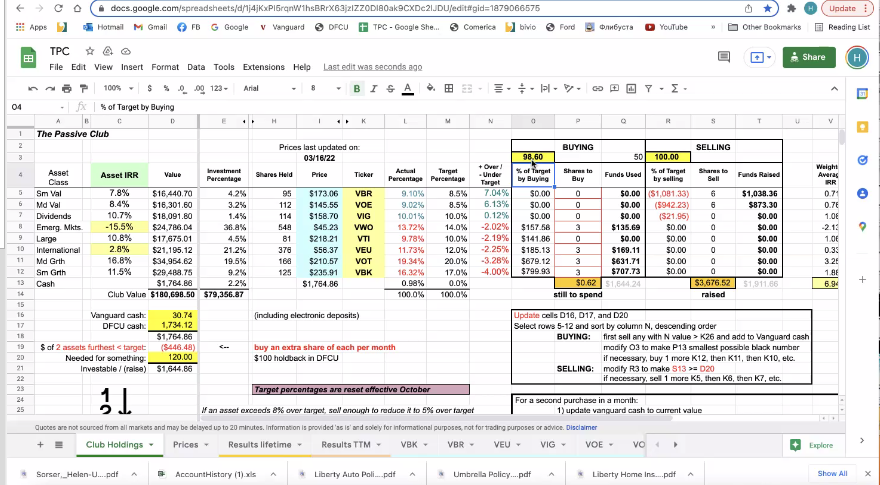 docs.google.com/spreadsheets/d/1j4jKxPI5rqnW1hsBRrX63jzIZZ0DI80ak9CXDc2IJDU/edit#gid=1879066575 Update
Apps Hotmail Gmail FB Google Vanguard DFCU TPC - Google She... Comerica bivio Ford Флибуста YouTube » Other Bookmarks Reading List
TPC
Share H
File Edit View Insert Format Data Tools Extensions Help Last edit was seconds ago
100% $ % .0 .00 123 Arial 8 B I S A
O4 fx % of Target by Buying
A B C D E H I K L M N O P Q R S T U V
1 The Passive Club
2 Prices last updated on: BUYING SELLING
3 03/16/22 98.60 50 100.00
4 Asset Class Asset IRR Value Investment Percentage Shares Held Price Ticker Actual Percentage Target Percentage + Over / - Under Target % of Target by Buying Shares to Buy Funds Used % of Target by selling Shares to Sell Funds Raised Weight Average IRR
5 Sm Val 7.8% $16,440.70 4.2% 95 $173.06 VBR 9.10% 8.5% 7.04% $0.00 0 $0.00 ($1,081.33) 6 $1,038.36 0.71
6 Md Val 8.4% $16,301.60 3.2% 112 $145.55 VOE 9.02% 8.5% 6.13% $0.00 0 $0.00 ($942.23) 6 $873.30 0.76
7 Dividends 10.7% $18,091.80 3.4% 114 $158.70 VIG 10.01% 10.0% 0.12% $0.00 0 $0.00 ($21.95) 0 $0.00 1.08
8 Emerg. Mkts. -15.5% $24,786.04 36.8% 548 $45.23 VWO 13.72% 14.0% -2.02% $157.58 3 $135.69 $0.00 0 $0.00 -2.13
9 Large 10.8% $17,675.01 4.5% 81 $218.21 VTI 9.78% 10.0% -2.19% $141.86 0 $0.00 $0.00 0 $0.00 1.06
10 International 2.8% $21,195.12 26.4% 376 $56.37 VEU 11.73% 12.0% -2.25% $185.13 3 $169.11 $0.00 0 $0.00 0.33
11 Md Grth 16.8% $34,954.62 19.5% 166 $210.57 VOT 19.34% 20.0% -3.28% $679.12 3 $631.71 $0.00 0 $0.00 3.25
12 Sm Grth 11.5% $29,488.75 9.2% 125 $235.91 VBK 16.32% 17.0% -4.00% $799.93 3 $707.73 $0.00 0 $0.00 1.88
13 Cash $1,764.86 2.2% $1,764.86 0.98% 0.0% $0.62 $1,644.24 $3,676.52 $1,911.66 6.94
14 Club Value $180,698.50 $79,356.87 100.0% 100.0% still to spend raised
15
16 Vanguard cash: 30.74 (including electronic deposits) Update cells D16, D17, and D20
17 DFCU cash: 1,734.12 Select rows 5-12 and sort by column N, descending order
18 $1,764.86 BUYING: first sell any with N value > K26 and add to Vanguard cash
19 $ of 2 assets furthest < target: ($446.48) <-- buy an extra share of each per month modify O3 to make P13 smallest possible black number
20 Needed for something: 120.00 $100 holdback in DFCU if necessary, buy 1 more K12, then K11, then K10, etc.
21 Investable / (raise) $1,644.86 SELLING: modify R3 to make S13 >= D20
22 if necessary, sell 1 more K5, then K6, then K7, etc.
23 Target percentages are reset effective October
24 1 2 ↓ For a second purchase in a month:
25 If an asset exceeds 8% over target, sell enough to reduce it to 5% over target 1) update vanguard cash to current value
Quotes are not sourced from all markets and may be delayed up to 20 minutes. Information is provided 'as is' and solely for informational purposes, not for trading purposes or advice. Disclaimer
Club Holdings Prices Results lifetime Results TTM VBK VBR VEU VIG VOE VO Explore
Sorser,_Helen-U....pdf AccountHistory (1).xls Liberty Auto Poli....pdf Umbrella Policy....pdf Liberty Home Ins....pdf Show All